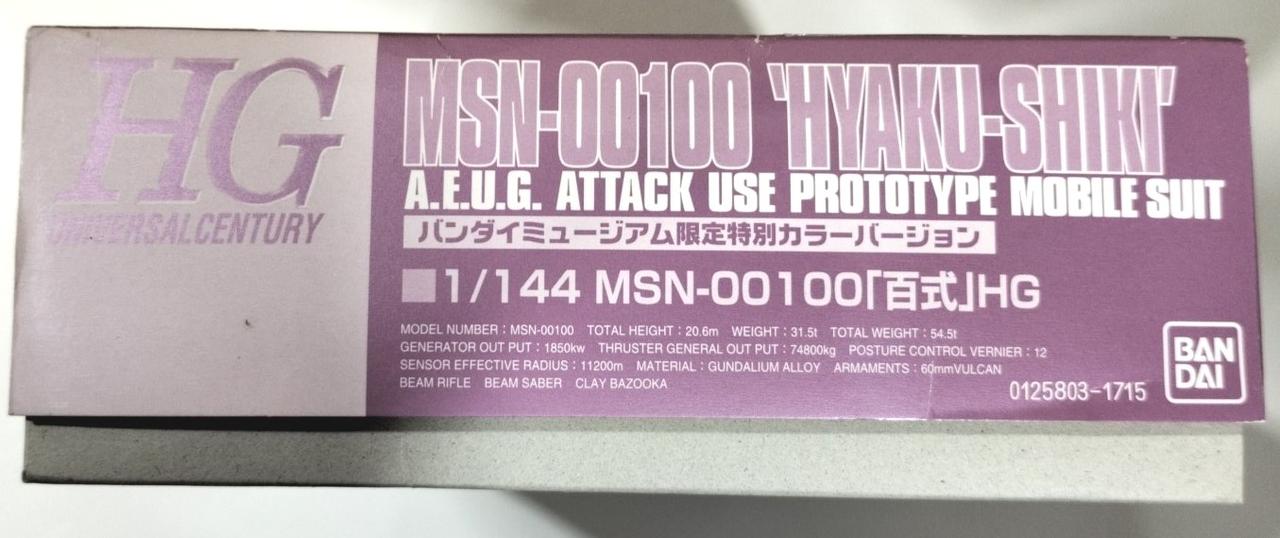 HG
UNIVERSAL CENTURY
MSN-00100 'HYAKU-SHIKI'
A.E.U.G. ATTACK USE PROTOTYPE MOBILE SUIT
バンダイミュージアム限定特別カラーバージョン
■1/144 MSN-00100「百式」HG
MODEL NUMBER：MSN-00100 TOTAL HEIGHT：20.6m WEIGHT：31.5t TOTAL WEIGHT：54.5t
GENERATOR OUT PUT：1850kw THRUSTER GENERAL OUT PUT：74800kg POSTURE CONTROL VERNIER：12
SENSOR EFFECTIVE RADIUS：11200m MATERIAL：GUNDALIUM ALLOY ARMAMENTS：60mmVULCAN
BEAM RIFLE BEAM SABER CLAY BAZOOKA
0125803-1715
BAN
DAI